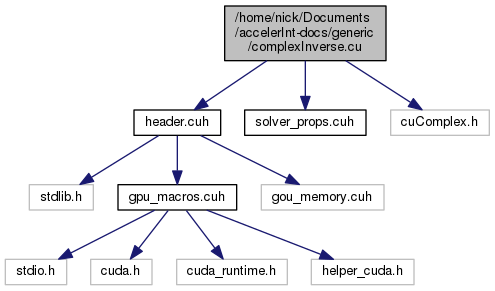 /home/nick/Documents
/accelerInt-docs/generic
/complexInverse.cu
header.cuh
solver_props.cuh
cuComplex.h
stdlib.h
gpu_macros.cuh
gou_memory.cuh
stdio.h
cuda.h
cuda_runtime.h
helper_cuda.h